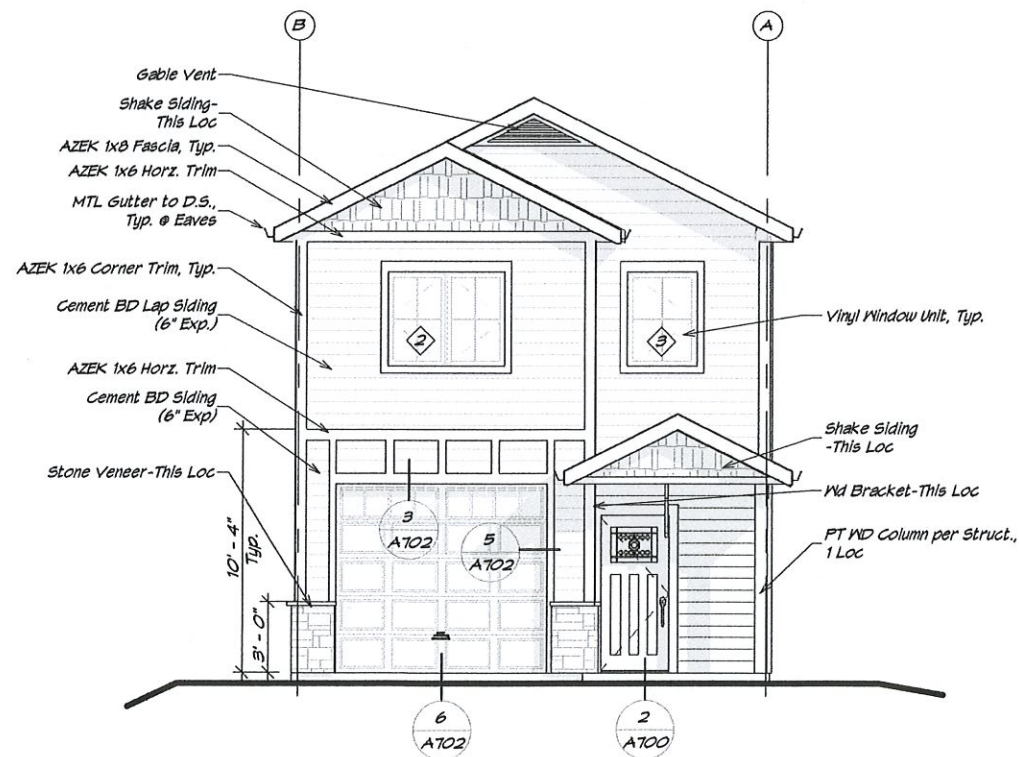 B
A
Gable Vent
Shake Siding-
This Loc
AZEK 1x8 Fascia, Typ.
AZEK 1x6 Horz. Trim
MTL Gutter to D.S.,
Typ. @ Eaves
AZEK 1x6 Corner Trim, Typ.
Cement BD Lap Siding
(6" Exp.)
2
3
Vinyl Window Unit, Typ.
AZEK 1x6 Horz. Trim
Cement BD Siding
(6" Exp)
Shake Siding
-This Loc
Stone Veneer-This Loc
Wd Bracket-This Loc
3
A702
5
A702
PT WD Column per Struct.,
1 Loc
10' - 4"
Typ.
3' - 0"
6
A702
2
A700